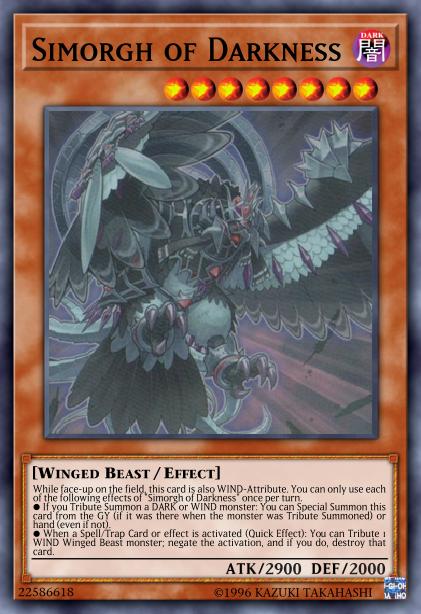 SIMORGH OF DARKNESS
DARK
闇
[WINGED BEAST / EFFECT]
While face-up on the field, this card is also WIND-Attribute. You can only use each
of the following effects of "Simorgh of Darkness" once per turn.
● If you Tribute Summon a DARK or WIND monster: You can Special Summon this
card from the GY (if it was there when the monster was Tribute Summoned) or
hand (even if not).
● When a Spell/Trap Card or effect is activated (Quick Effect): You can Tribute 1
WIND Winged Beast monster; negate the activation, and if you do, destroy that
card.
ATK/2900 DEF/2000
22586618
©1996 KAZUKI TAKAHASHI